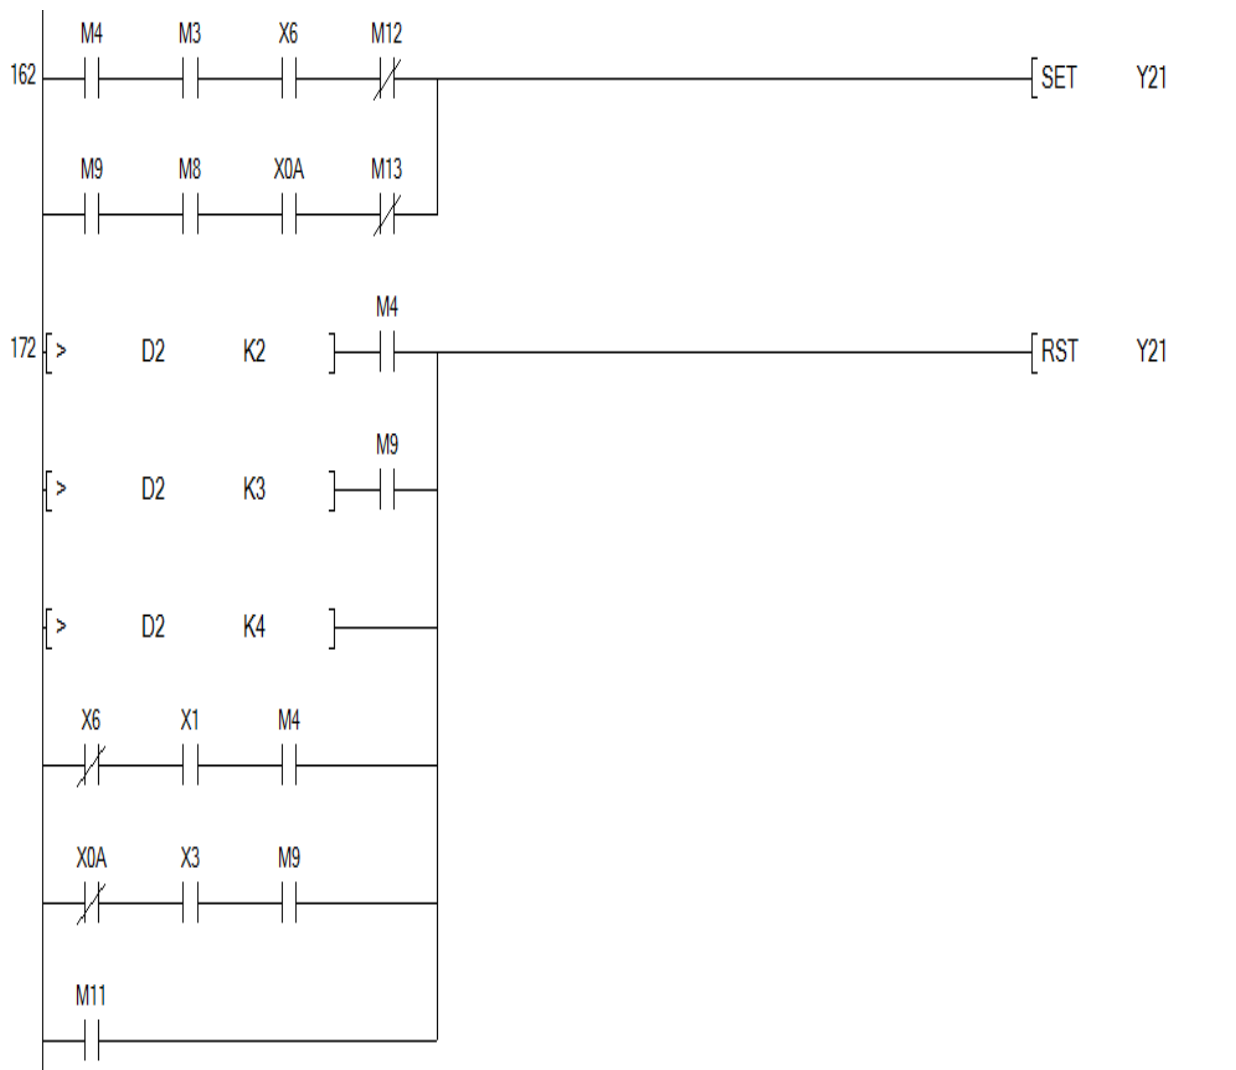 M4 M3 X6 M12
162 SET Y21
M9 M8 X0A M13
M4
172 > D2 K2 RST Y21
M9
> D2 K3
> D2 K4
X6 X1 M4
X0A X3 M9
M11